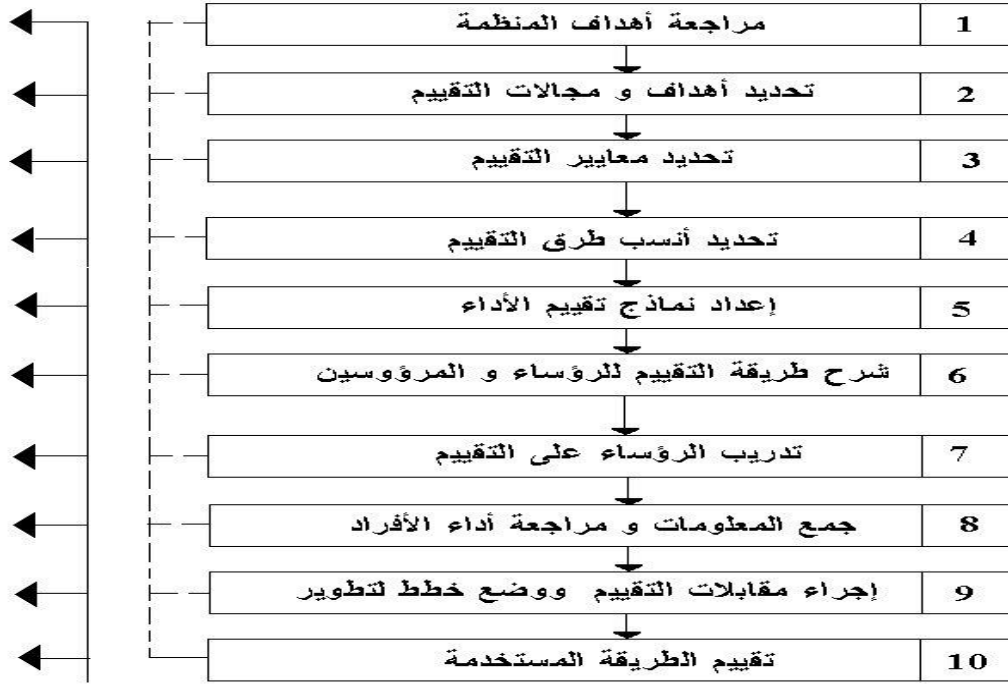 1 مراجعة أهداف المنظمة
2 تحديد أهداف و مجالات التقييم
3 تحديد معايير التقييم
4 تحديد أنسب طرق التقييم
5 إعداد نماذج تقييم الأداء
6 شرح طريقة التقييم للرؤساء و المرؤوسين
7 تدريب الرؤساء على التقييم
8 جمع المعلومات و مراجعة أداء الأفراد
9 إجراء مقابلات التقييم ووضع خطط لتطوير
10 تقييم الطريقة المستخدمة